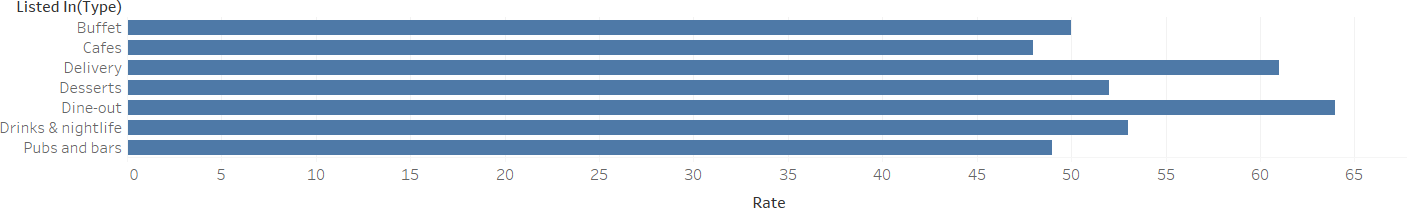 Listed In(Type)
Buffet
Cafes
Delivery
Desserts
Dine-out
Drinks & nightlife
Pubs and bars
0 5 10 15 20 25 30 35 40 45 50 55 60 65
Rate